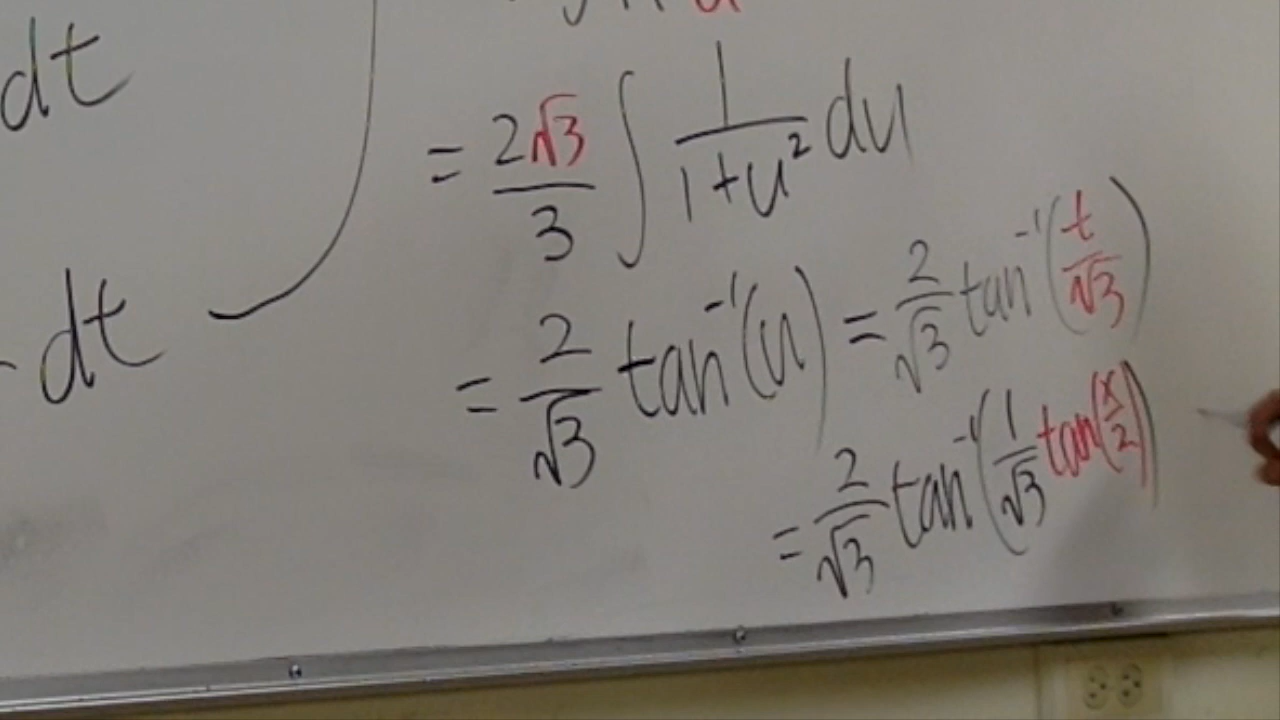 dt
= 2√3/3 ∫ 1/(1+u²) du
dt
= 2/√3 tan⁻¹(u) = 2/√3 tan⁻¹(t/√3)
= 2/√3 tan⁻¹(1/√3 tan(x/2))